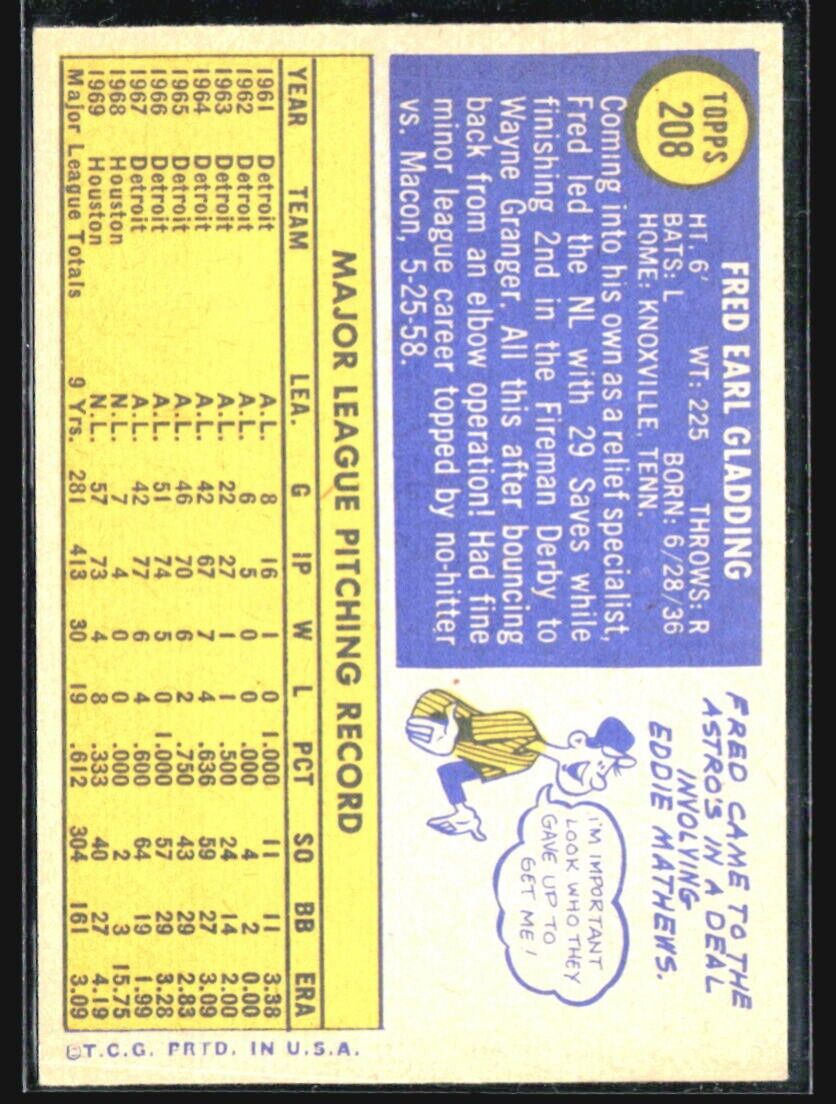 TOPPS
208
FRED EARL GLADDING
HT. 6' WT: 225 THROWS: R
BATS: L BORN: 6/28/36
HOME: KNOXVILLE, TENN.
Coming into his own as a relief specialist,
Fred led the NL with 29 Saves while
finishing 2nd in the Fireman Derby to
Wayne Granger. All this after bouncing
back from an elbow operation! Had fine
minor league career topped by no-hitter
vs. Macon, 5-25-58.
FRED CAME TO THE
ASTRO'S IN A DEAL
INVOLVING
EDDIE MATHEWS.
I'M IMPORTANT
LOOK WHO THEY
GAVE UP TO
GET ME!
MAJOR LEAGUE PITCHING RECORD
YEAR TEAM LEA. G IP W L PCT SO BB ERA
1961 Detroit A.L. 8 16 1 0 1.000 11 11 3.38
1962 Detroit A.L. 6 5 0 0 .000 4 2 0.00
1963 Detroit A.L. 22 27 1 1 .500 24 14 2.00
1964 Detroit A.L. 42 67 7 4 .636 59 27 3.09
1965 Detroit A.L. 46 70 6 2 .750 43 29 2.83
1966 Detroit A.L. 51 74 5 0 1.000 57 29 3.28
1967 Detroit A.L. 42 77 6 4 .600 64 19 1.99
1968 Houston N.L. 7 4 0 0 .000 2 3 15.75
1969 Houston N.L. 57 73 4 8 .333 40 27 4.19
Major League Totals 9 Yrs. 281 413 30 19 .612 304 161 3.09
©T.C.G. PRTD. IN U.S.A.